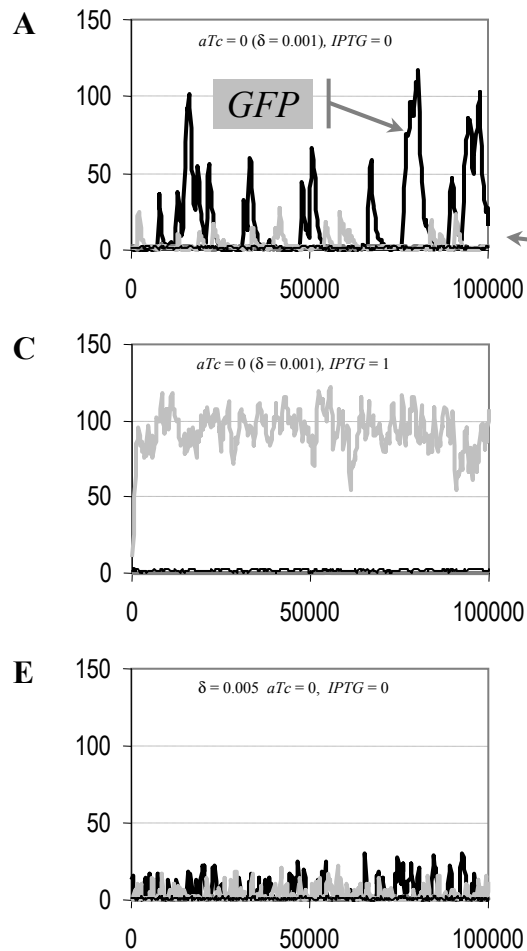 A
150
100
50
0
aTc = 0 (δ = 0.001), IPTG = 0
GFP
0 50000 100000
C
150
100
50
0
aTc = 0 (δ = 0.001), IPTG = 1
0 50000 100000
E
150
100
50
0
δ = 0.005 aTc = 0, IPTG = 0
0 50000 100000